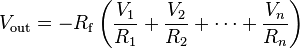 V_out = −R_f ( V_1/R_1 + V_2/R_2 + ⋯ + V_n/R_n )